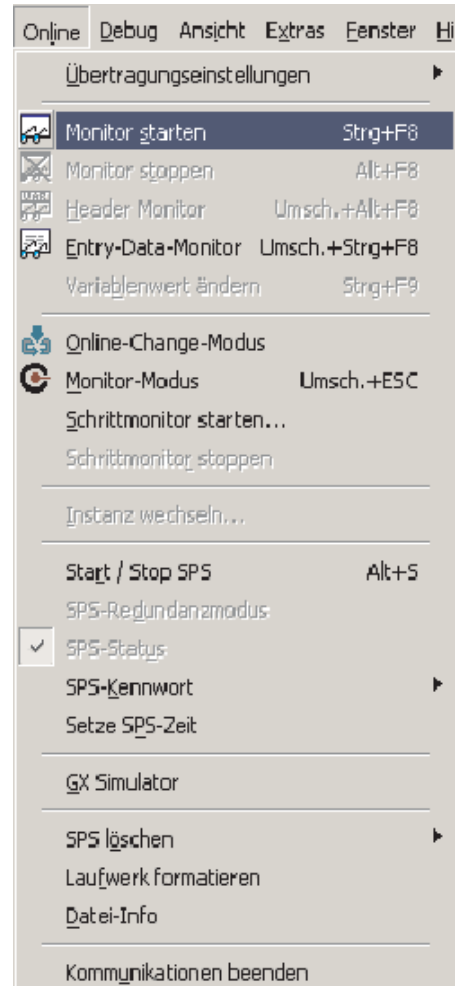 Online Debug Ansicht Extras Fenster Hi
Übertragungseinstellungen
Monitor starten Strg+F8
Monitor stoppen Alt+F8
Header Monitor Umsch.+Alt+F8
Entry-Data-Monitor Umsch.+Strg+F8
Variablenwert ändern Strg+F9
Online-Change-Modus
Monitor-Modus Umsch.+ESC
Schrittmonitor starten...
Schrittmonitor stoppen
Instanz wechseln...
Start / Stop SPS Alt+S
SPS-Redundanzmodus
SPS-Status
SPS-Kennwort
Setze SPS-Zeit
GX Simulator
SPS löschen
Laufwerk formatieren
Datei-Info
Kommunikationen beenden